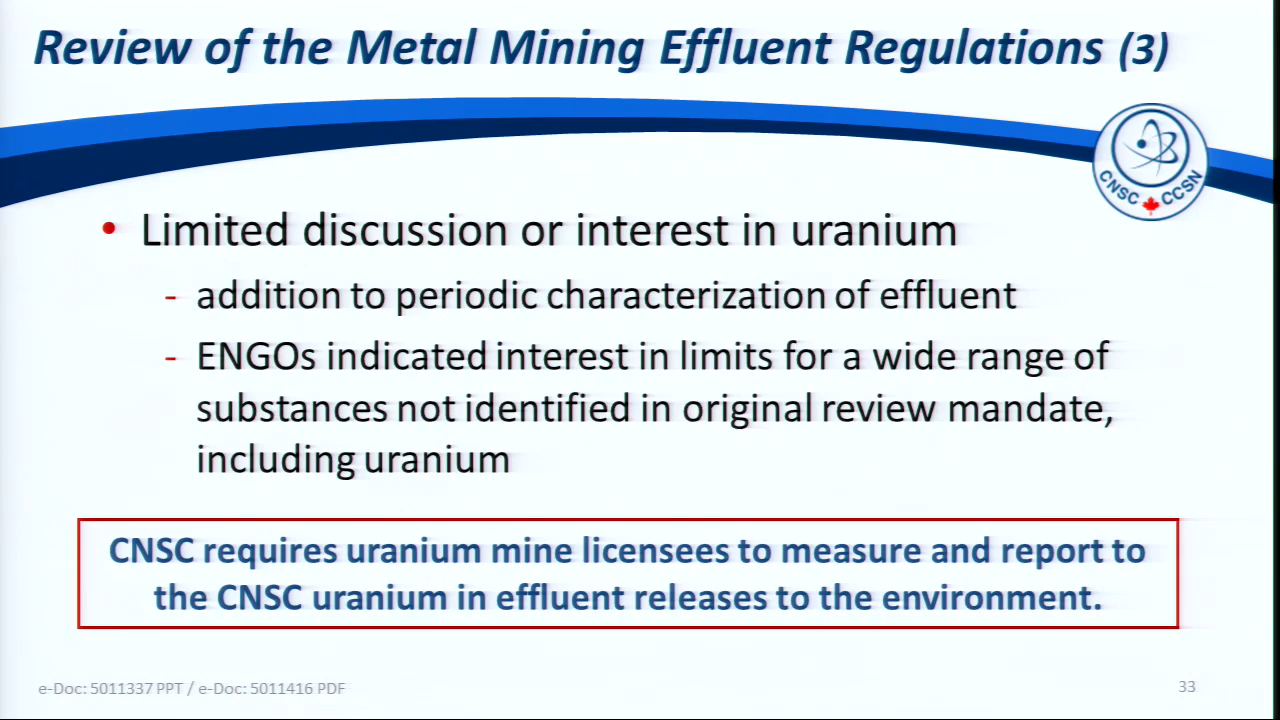 Review of the Metal Mining Effluent Regulations (3)
CNSC CCSN
• Limited discussion or interest in uranium
- addition to periodic characterization of effluent
- ENGOs indicated interest in limits for a wide range of
substances not identified in original review mandate,
including uranium
CNSC requires uranium mine licensees to measure and report to
the CNSC uranium in effluent releases to the environment.
e-Doc: 5011337 PPT / e-Doc: 5011416 PDF
33